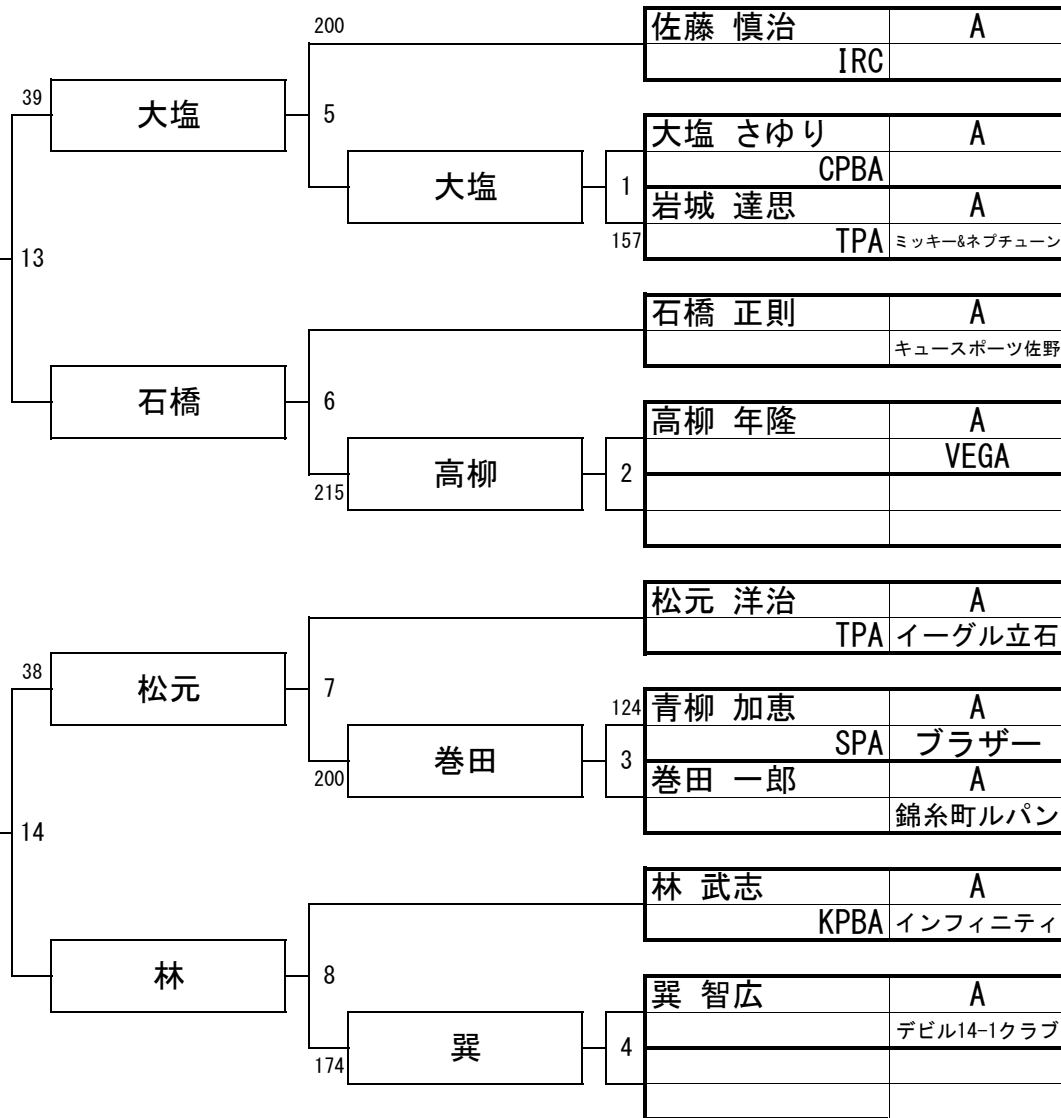 200
佐藤 慎治 A
IRC
39
大塩
5
大塩 さゆり A
CPBA
大塩
1
岩城 達思 A
157
TPA ミッキー&ネプチューン
13
石橋 正則 A
キュースポーツ佐野
石橋
6
高柳 年隆 A
VEGA
高柳
2
215
松元 洋治 A
TPA イーグル立石
38
松元
7
124
青柳 加恵 A
SPA ブラザー
巻田
3
200
巻田 一郎 A
錦糸町ルパン
14
林 武志 A
KPBA インフィニティ
林
8
巽 智広 A
デビル14-1クラブ
巽
4
174